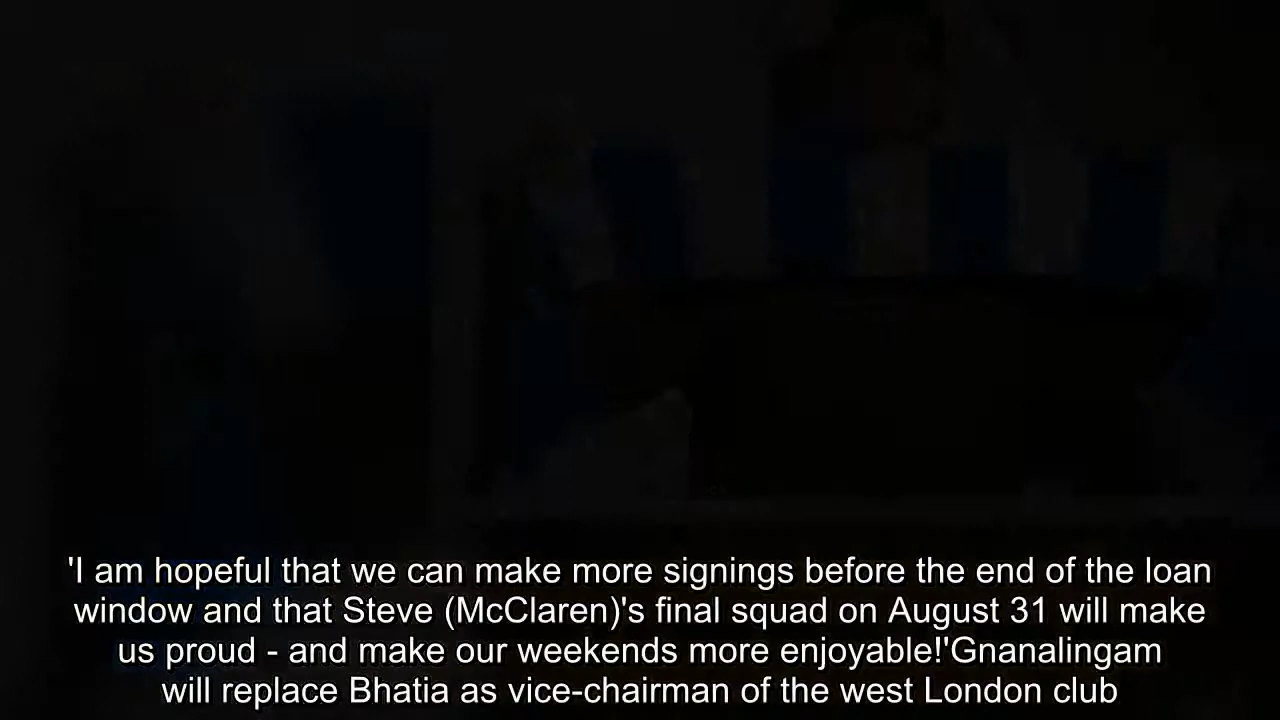 'I am hopeful that we can make more signings before the end of the loan
window and that Steve (McClaren)'s final squad on August 31 will make
us proud - and make our weekends more enjoyable!'Gnanalingam
will replace Bhatia as vice-chairman of the west London club